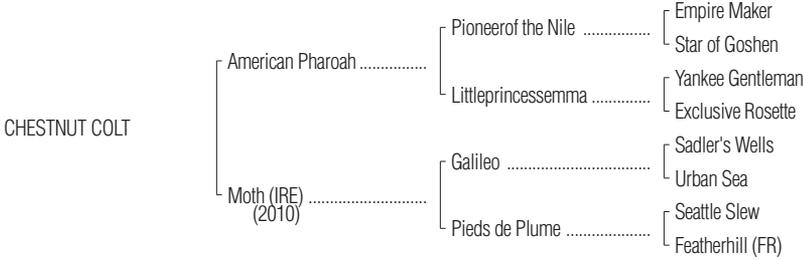 Empire Maker
Pioneerof the Nile ................
Star of Goshen
American Pharoah ...............
Yankee Gentleman
Littleprincessemma .............
Exclusive Rosette
CHESTNUT COLT
Sadler's Wells
Galileo ..................................
Urban Sea
Moth (IRE) ...........................
(2010)
Seattle Slew
Pieds de Plume ....................
Featherhill (FR)